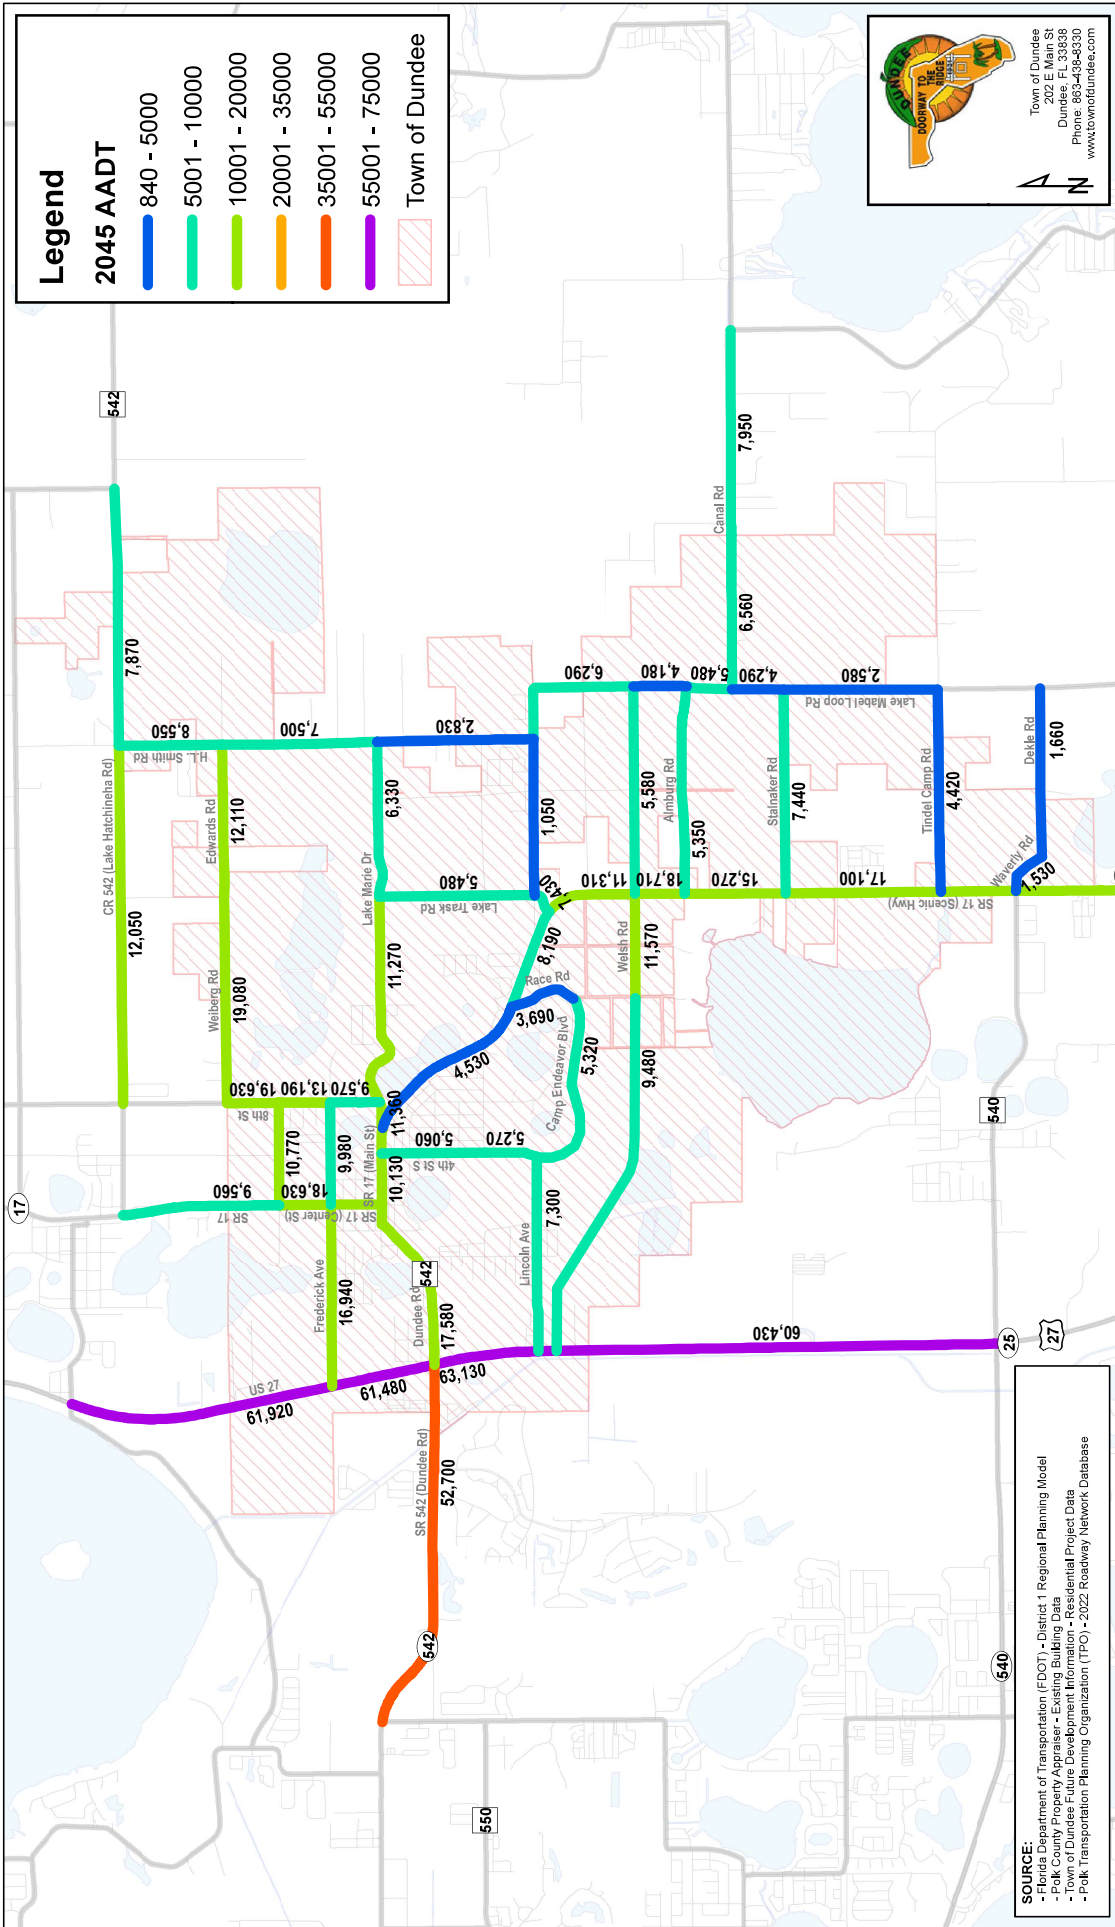 Legend
2045 AADT
840 - 5000
5001 - 10000
10001 - 20000
20001 - 35000
35001 - 55000
55001 - 75000
Town of Dundee
DUNDEE
DOORWAY TO
THE
RIDGE
Town of Dundee
202 E Main St
Dundee, FL 33838
Phone: 863-438-8330
www.townofdundee.com
N
542
7,870
CR 542 (Lake Hatchineha Rd)
12,050
8,550
H.L. Smith Rd
7,500
2,830
Edwards Rd
12,110
Weiberg Rd
19,080
Lake Marie Dr
6,330
11,270
5,480
Lake Trask Rd
1,050
7,430
8,190
Race Rd
3,690
4,530
Camp Endeavor Blvd
5,320
6,290
4,180
5,480
4,290
2,580
Lake Mabel Loop Rd
Canal Rd
7,950
6,560
5,580
Almburg Rd
5,350
Stalnaker Rd
7,440
Tindel Camp Rd
4,420
Dekle Rd
1,660
Waverly Rd
1,530
11,310
18,710
15,270
17,100
SR 17 (Scenic Hwy)
Welsh Rd
11,570
9,480
19,630
13,190
9,570
8th St
11,360
10,770
9,980
SR 17 (Main St)
10,130
5,060
5,270
4th St S
17
9,560
SR 17
18,630
SR 17 (Center St)
Lincoln Ave
7,300
Frederick Ave
16,940
542
Dundee Rd
17,580
US 27
61,920
61,480
63,130
60,430
25
27
SR 542 (Dundee Rd)
52,700
542
540
540
550
SOURCE:
- Florida Department of Transportation (FDOT) - District 1 Regional Planning Model
- Polk County Property Appraiser - Existing Building Data
- Town of Dundee Future Development Information - Residential Project Data
- Polk Transportation Planning Organization (TPO) - 2022 Roadway Network Database